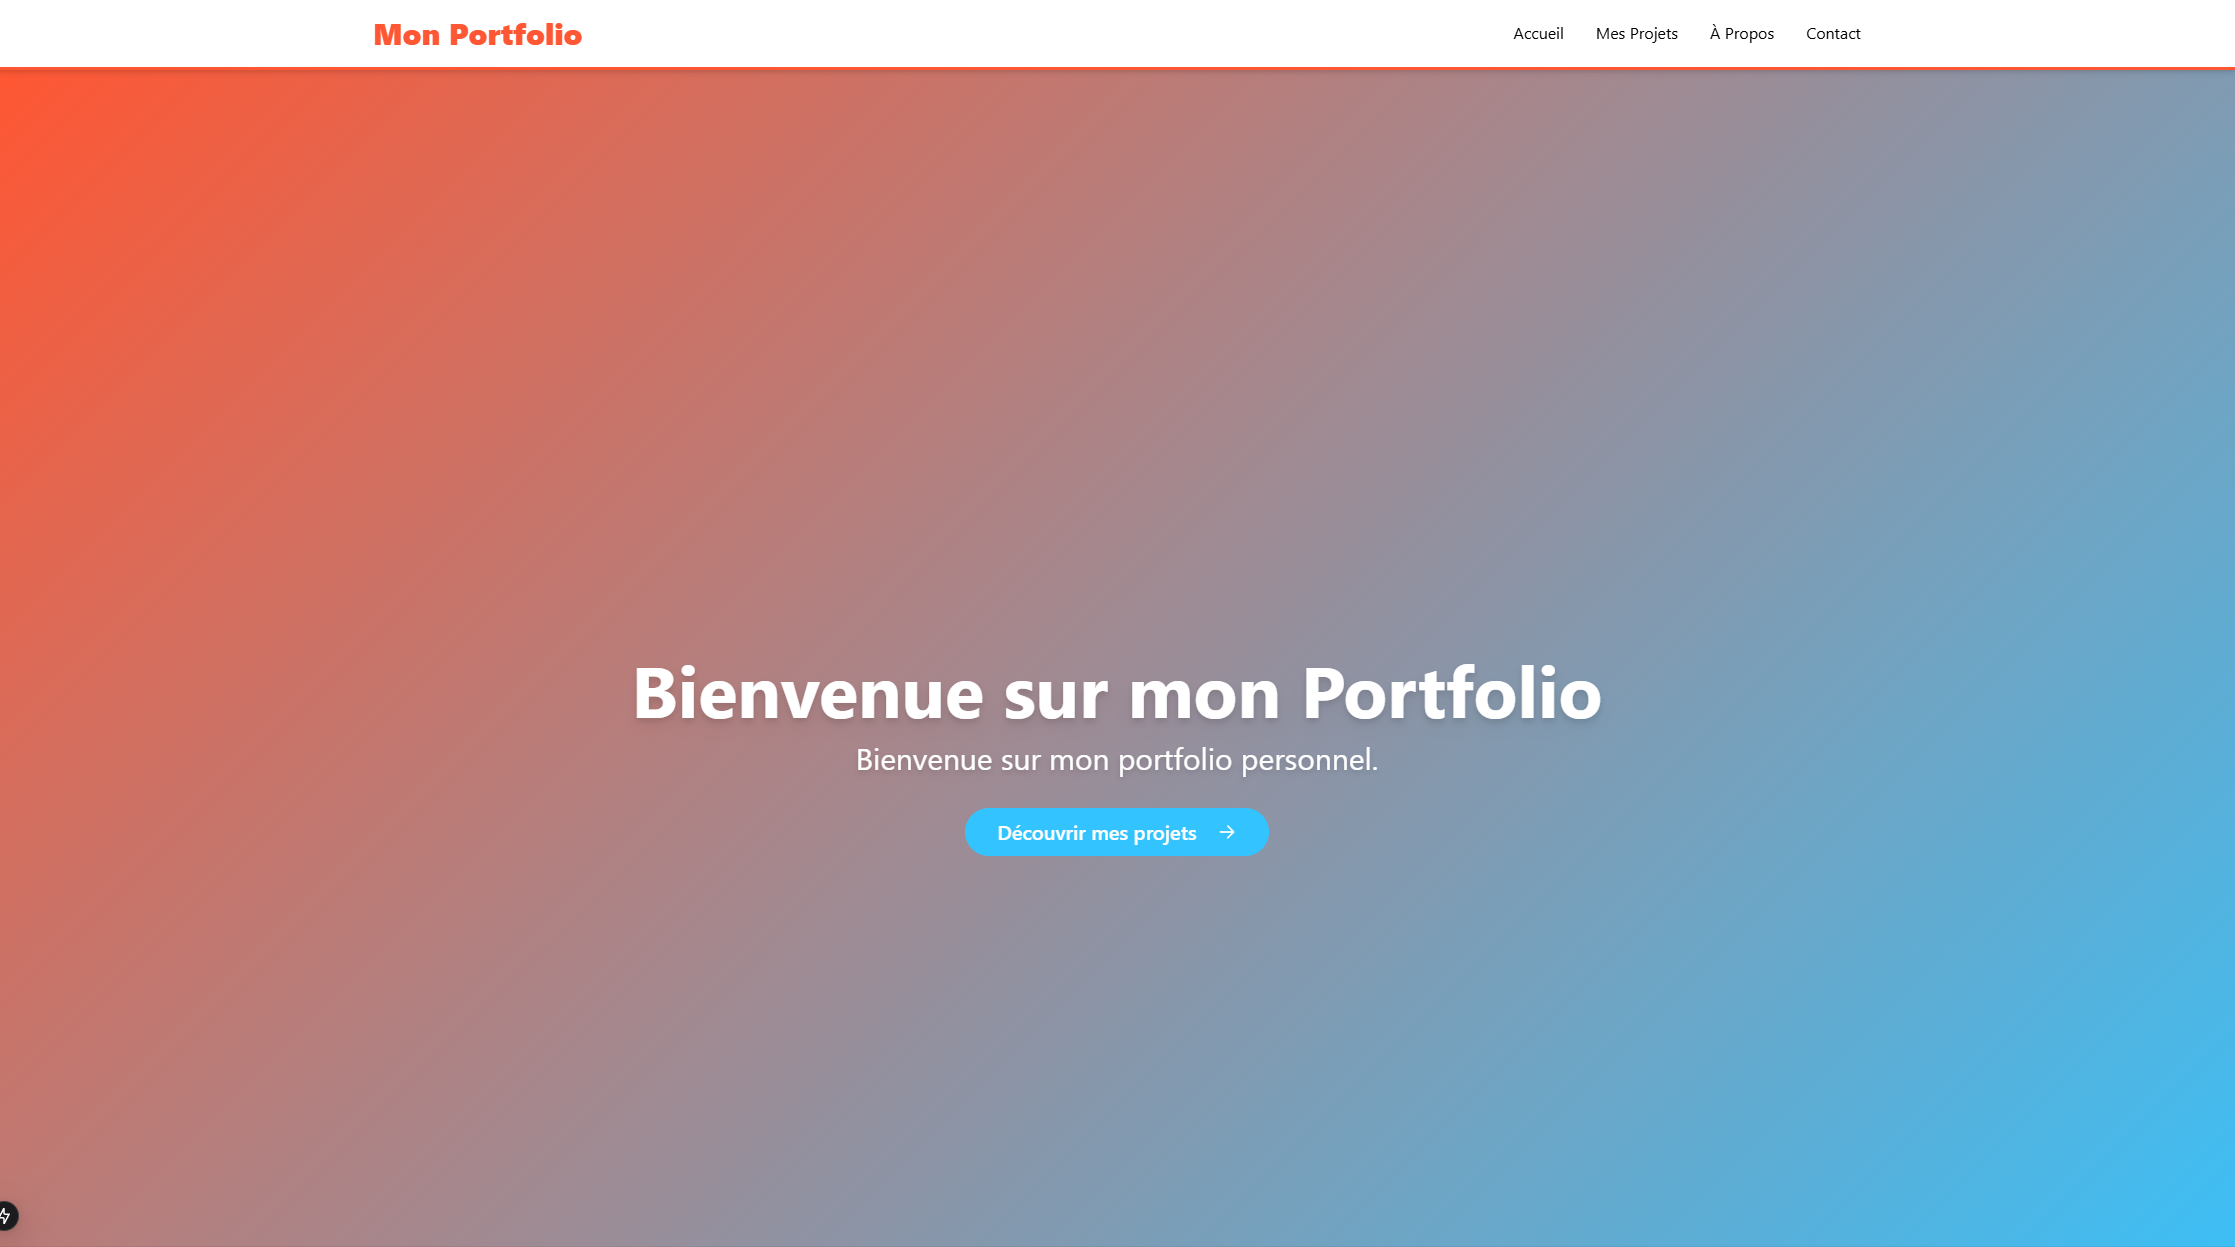 Mon Portfolio
Accueil Mes Projets À Propos Contact
Bienvenue sur mon Portfolio
Bienvenue sur mon portfolio personnel.
Découvrir mes projets →